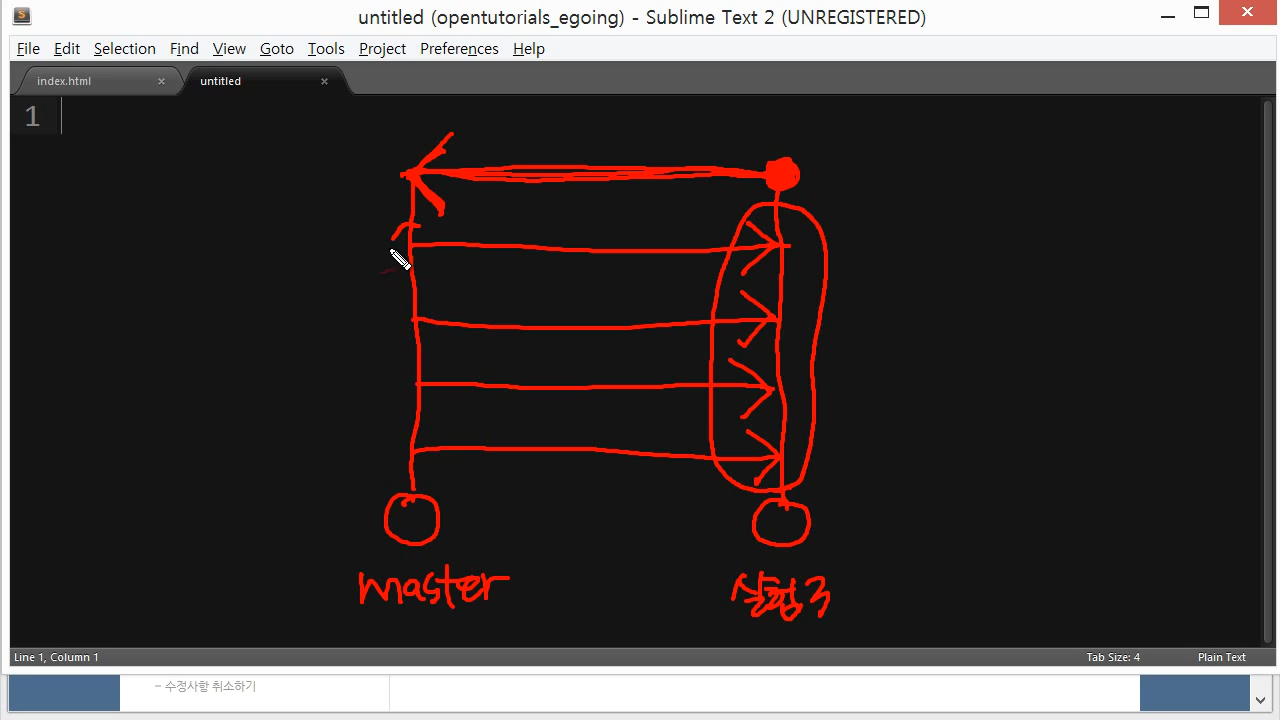 untitled (opentutorials_egoing) - Sublime Text 2 (UNREGISTERED)
File Edit Selection Find View Goto Tools Project Preferences Help
index.html untitled
1
master 실험3
Line 1, Column 1 Tab Size: 4 Plain Text
– 수정사항 취소하기